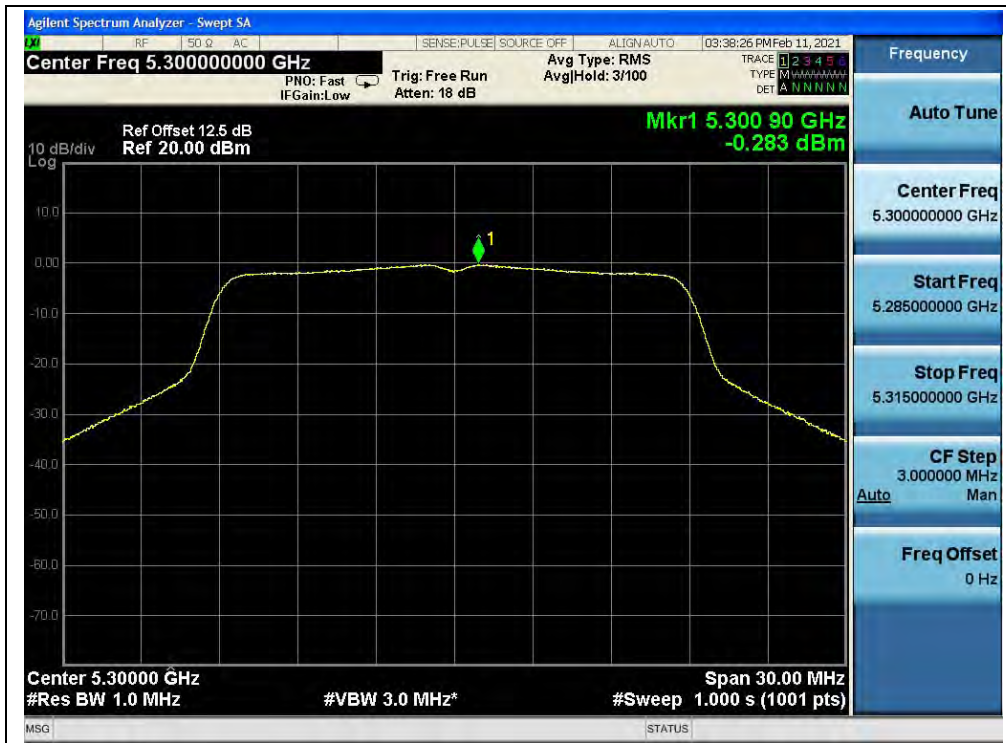 Agilent Spectrum Analyzer - Swept SA
LXI RF 50 Ω AC SENSE:PULSE SOURCE OFF ALIGN AUTO 03:38:26 PM Feb 11, 2021
Center Freq 5.300000000 GHz
PNO: Fast
IFGain:Low
Trig: Free Run
Atten: 18 dB
Avg Type: RMS
Avg|Hold: 3/100
TRACE 1 2 3 4 5 6
TYPE M
DET A N N N N N
Frequency
Mkr1 5.300 90 GHz
-0.283 dBm
Ref Offset 12.5 dB
10 dB/div Ref 20.00 dBm
Log
10.0
0.00
-10.0
-20.0
-30.0
-40.0
-50.0
-60.0
-70.0
1
Center 5.30000 GHz
Span 30.00 MHz
#Res BW 1.0 MHz
#VBW 3.0 MHz*
#Sweep 1.000 s (1001 pts)
Auto Tune
Center Freq
5.300000000 GHz
Start Freq
5.285000000 GHz
Stop Freq
5.315000000 GHz
CF Step
3.000000 MHz
Auto Man
Freq Offset
0 Hz
MSG
STATUS